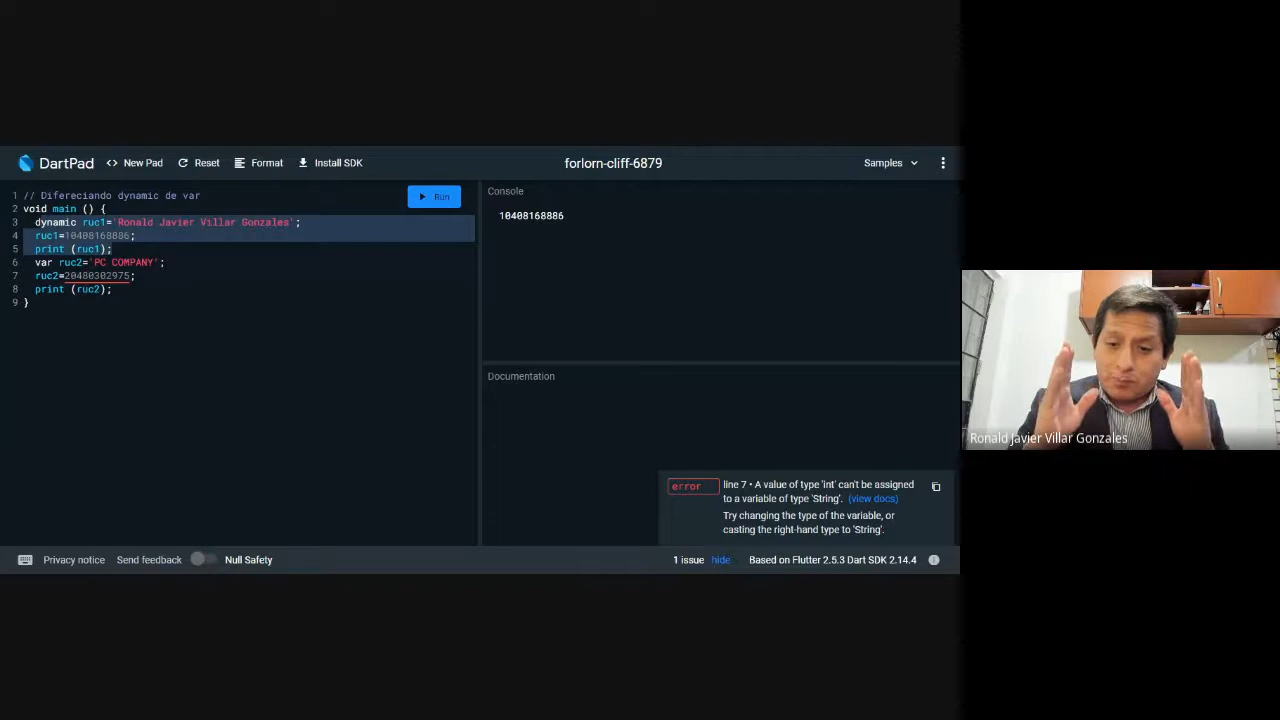 DartPad
<> New Pad
Reset
Format
Install SDK
forlorn-cliff-6879
Samples
1 // Difereciando dynamic de var
2 void main () {
3 dynamic ruc1='Ronald Javier Villar Gonzales';
4 ruc1=10408168886;
5 print (ruc1);
6 var ruc2='PC COMPANY';
7 ruc2=20480302975;
8 print (ruc2);
9 }
Run
Console
10408168886
Documentation
error
line 7 • A value of type 'int' can't be assigned
to a variable of type 'String'. (view docs)
Try changing the type of the variable, or
casting the right-hand type to 'String'.
Privacy notice
Send feedback
Null Safety
1 issue hide
Based on Flutter 2.5.3 Dart SDK 2.14.4
Ronald Javier Villar Gonzales